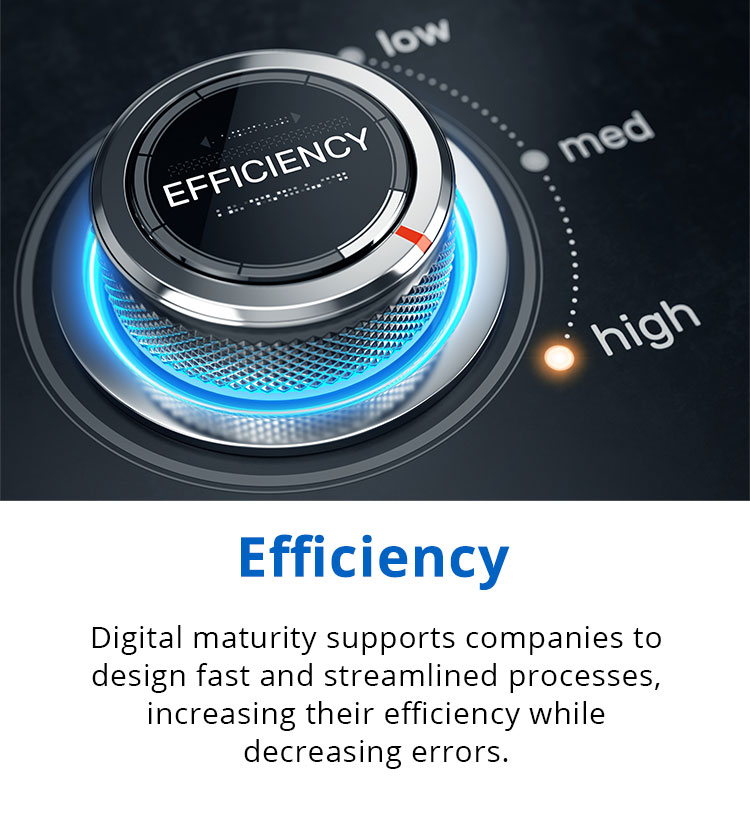 low
med
EFFICIENCY
high
Efficiency
Digital maturity supports companies to
design fast and streamlined processes,
increasing their efficiency while
decreasing errors.